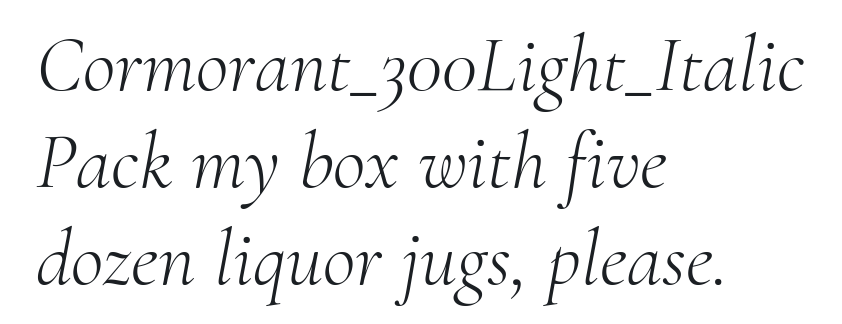 Cormorant_300Light_Italic
Pack my box with five
dozen liquor jugs, please.